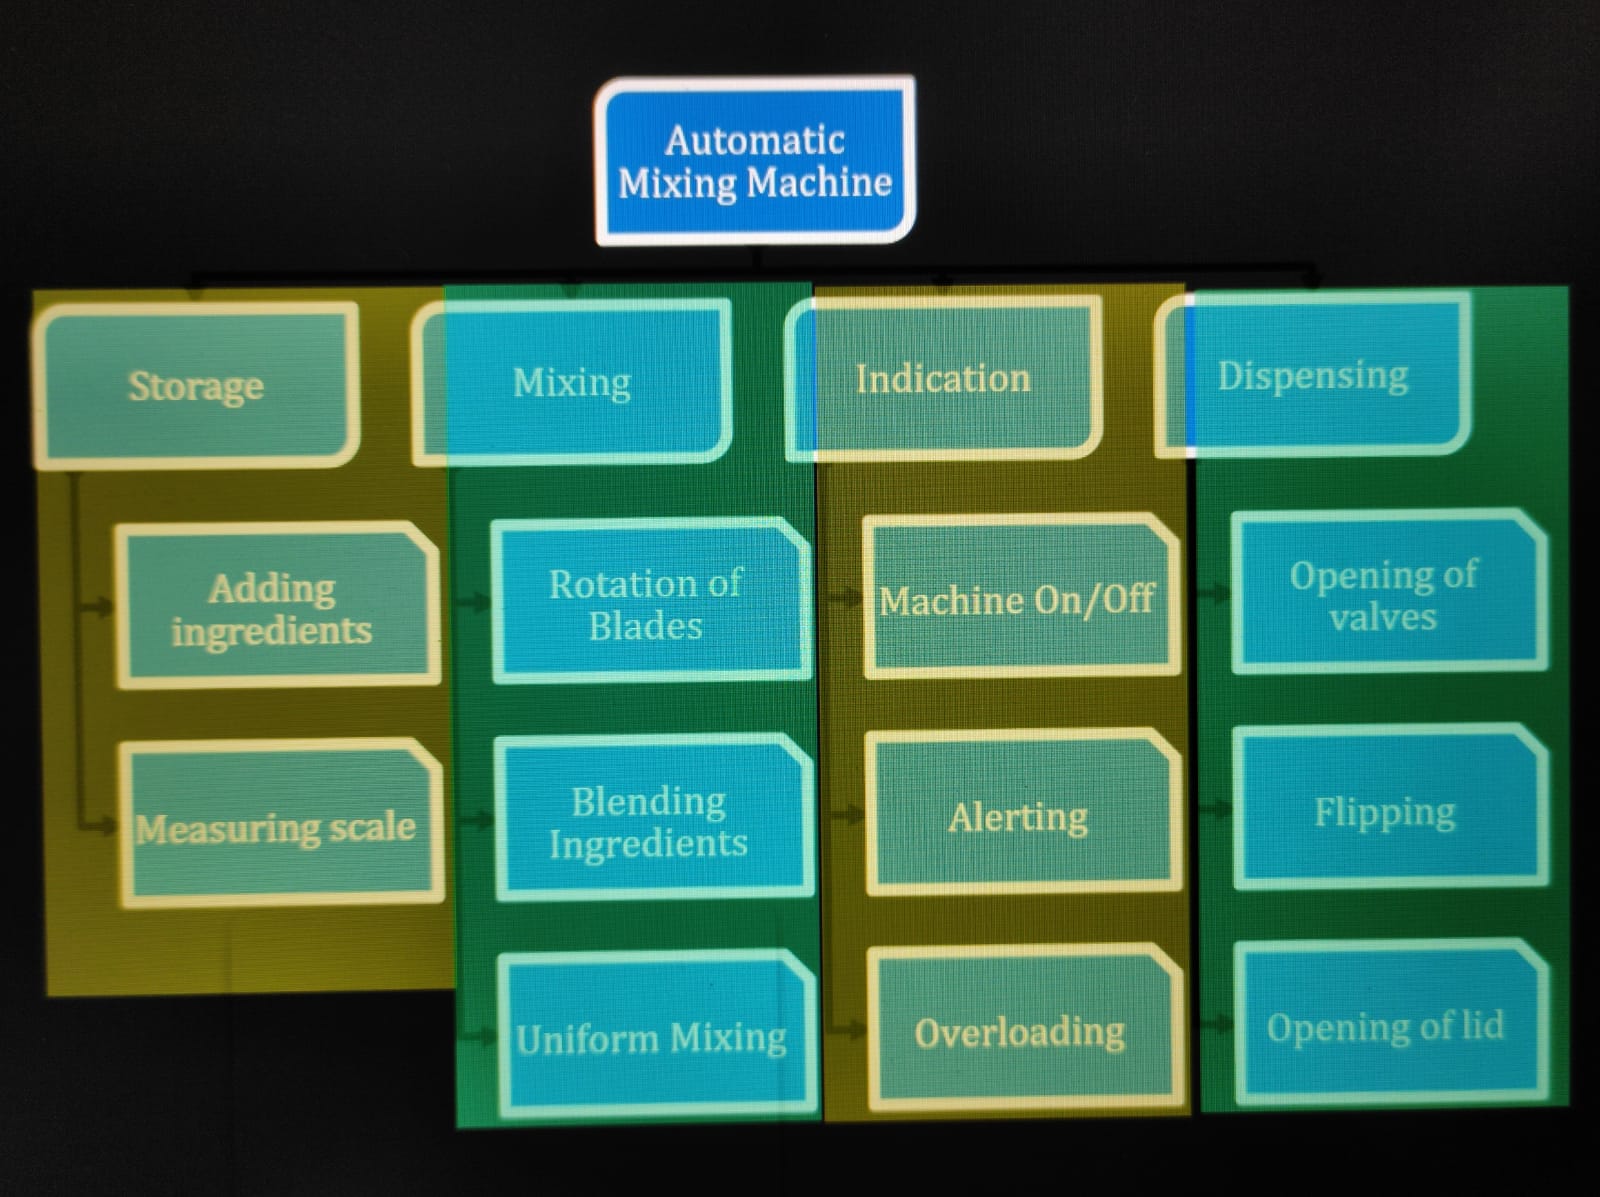 Automatic
Mixing Machine
Storage
Mixing
Indication
Dispensing
Adding
ingredients
Measuring scale
Rotation of
Blades
Blending
Ingredients
Uniform Mixing
Machine On/Off
Alerting
Overloading
Opening of
valves
Flipping
Opening of lid